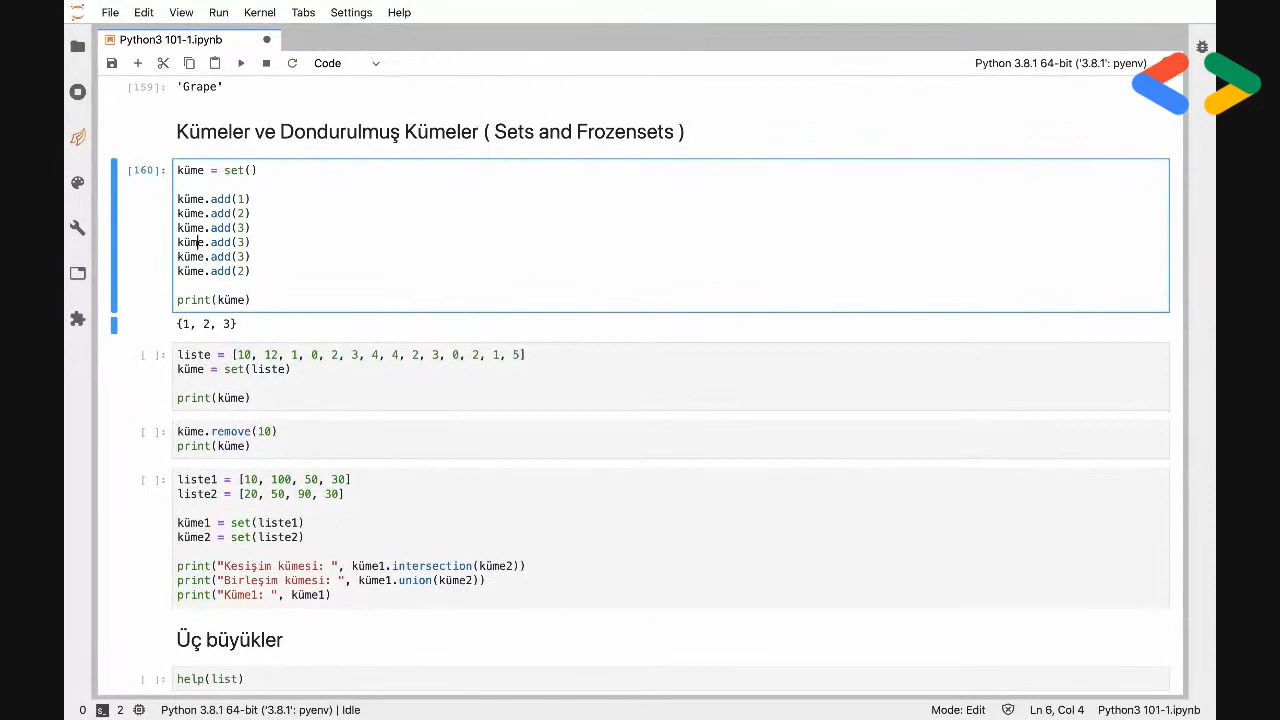 File Edit View Run Kernel Tabs Settings Help
Python3 101-1.ipynb
Code
Python 3.8.1 64-bit ('3.8.1': pyenv)
[159]: 'Grape'
Kümeler ve Dondurulmuş Kümeler ( Sets and Frozensets )
[160]: küme = set()
küme.add(1)
küme.add(2)
küme.add(3)
küme.add(3)
küme.add(3)
küme.add(2)
print(küme)
{1, 2, 3}
[ ]: liste = [10, 12, 1, 0, 2, 3, 4, 4, 2, 3, 0, 2, 1, 5]
küme = set(liste)
print(küme)
[ ]: küme.remove(10)
print(küme)
[ ]: liste1 = [10, 100, 50, 30]
liste2 = [20, 50, 90, 30]
küme1 = set(liste1)
küme2 = set(liste2)
print("Kesişim kümesi: ", küme1.intersection(küme2))
print("Birleşim kümesi: ", küme1.union(küme2))
print("Küme1: ", küme1)
Üç büyükler
[ ]: help(list)
0 2 Python 3.8.1 64-bit ('3.8.1': pyenv) | Idle Mode: Edit Ln 6, Col 4 Python3 101-1.ipynb